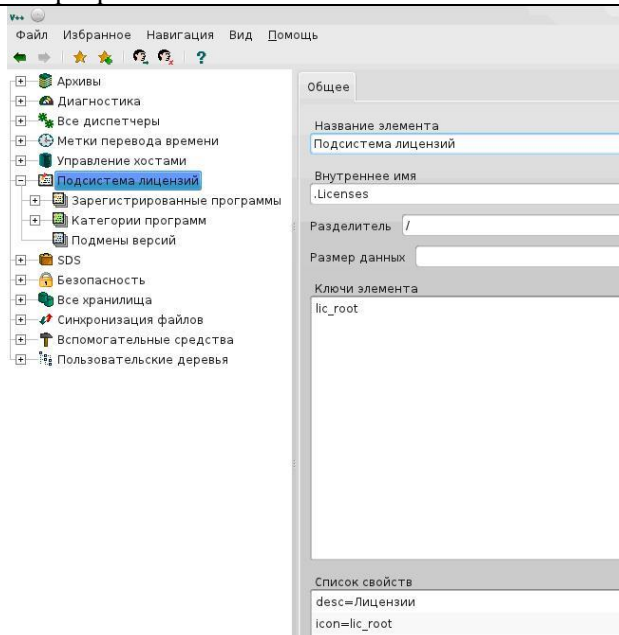 Файл Избранное Навигация Вид Помощь
Архивы
Диагностика
Все диспетчеры
Метки перевода времени
Управление хостами
Подсистема лицензий
Зарегистрированные программы
Категории программ
Подмены версий
SDS
Безопасность
Все хранилища
Синхронизация файлов
Вспомогательные средства
Пользовательские деревья
Общее
Название элемента
Подсистема лицензий
Внутреннее имя
.Licenses
Разделитель /
Размер данных
Ключи элемента
lic_root
Список свойств
desc=Лицензии
icon=lic_root